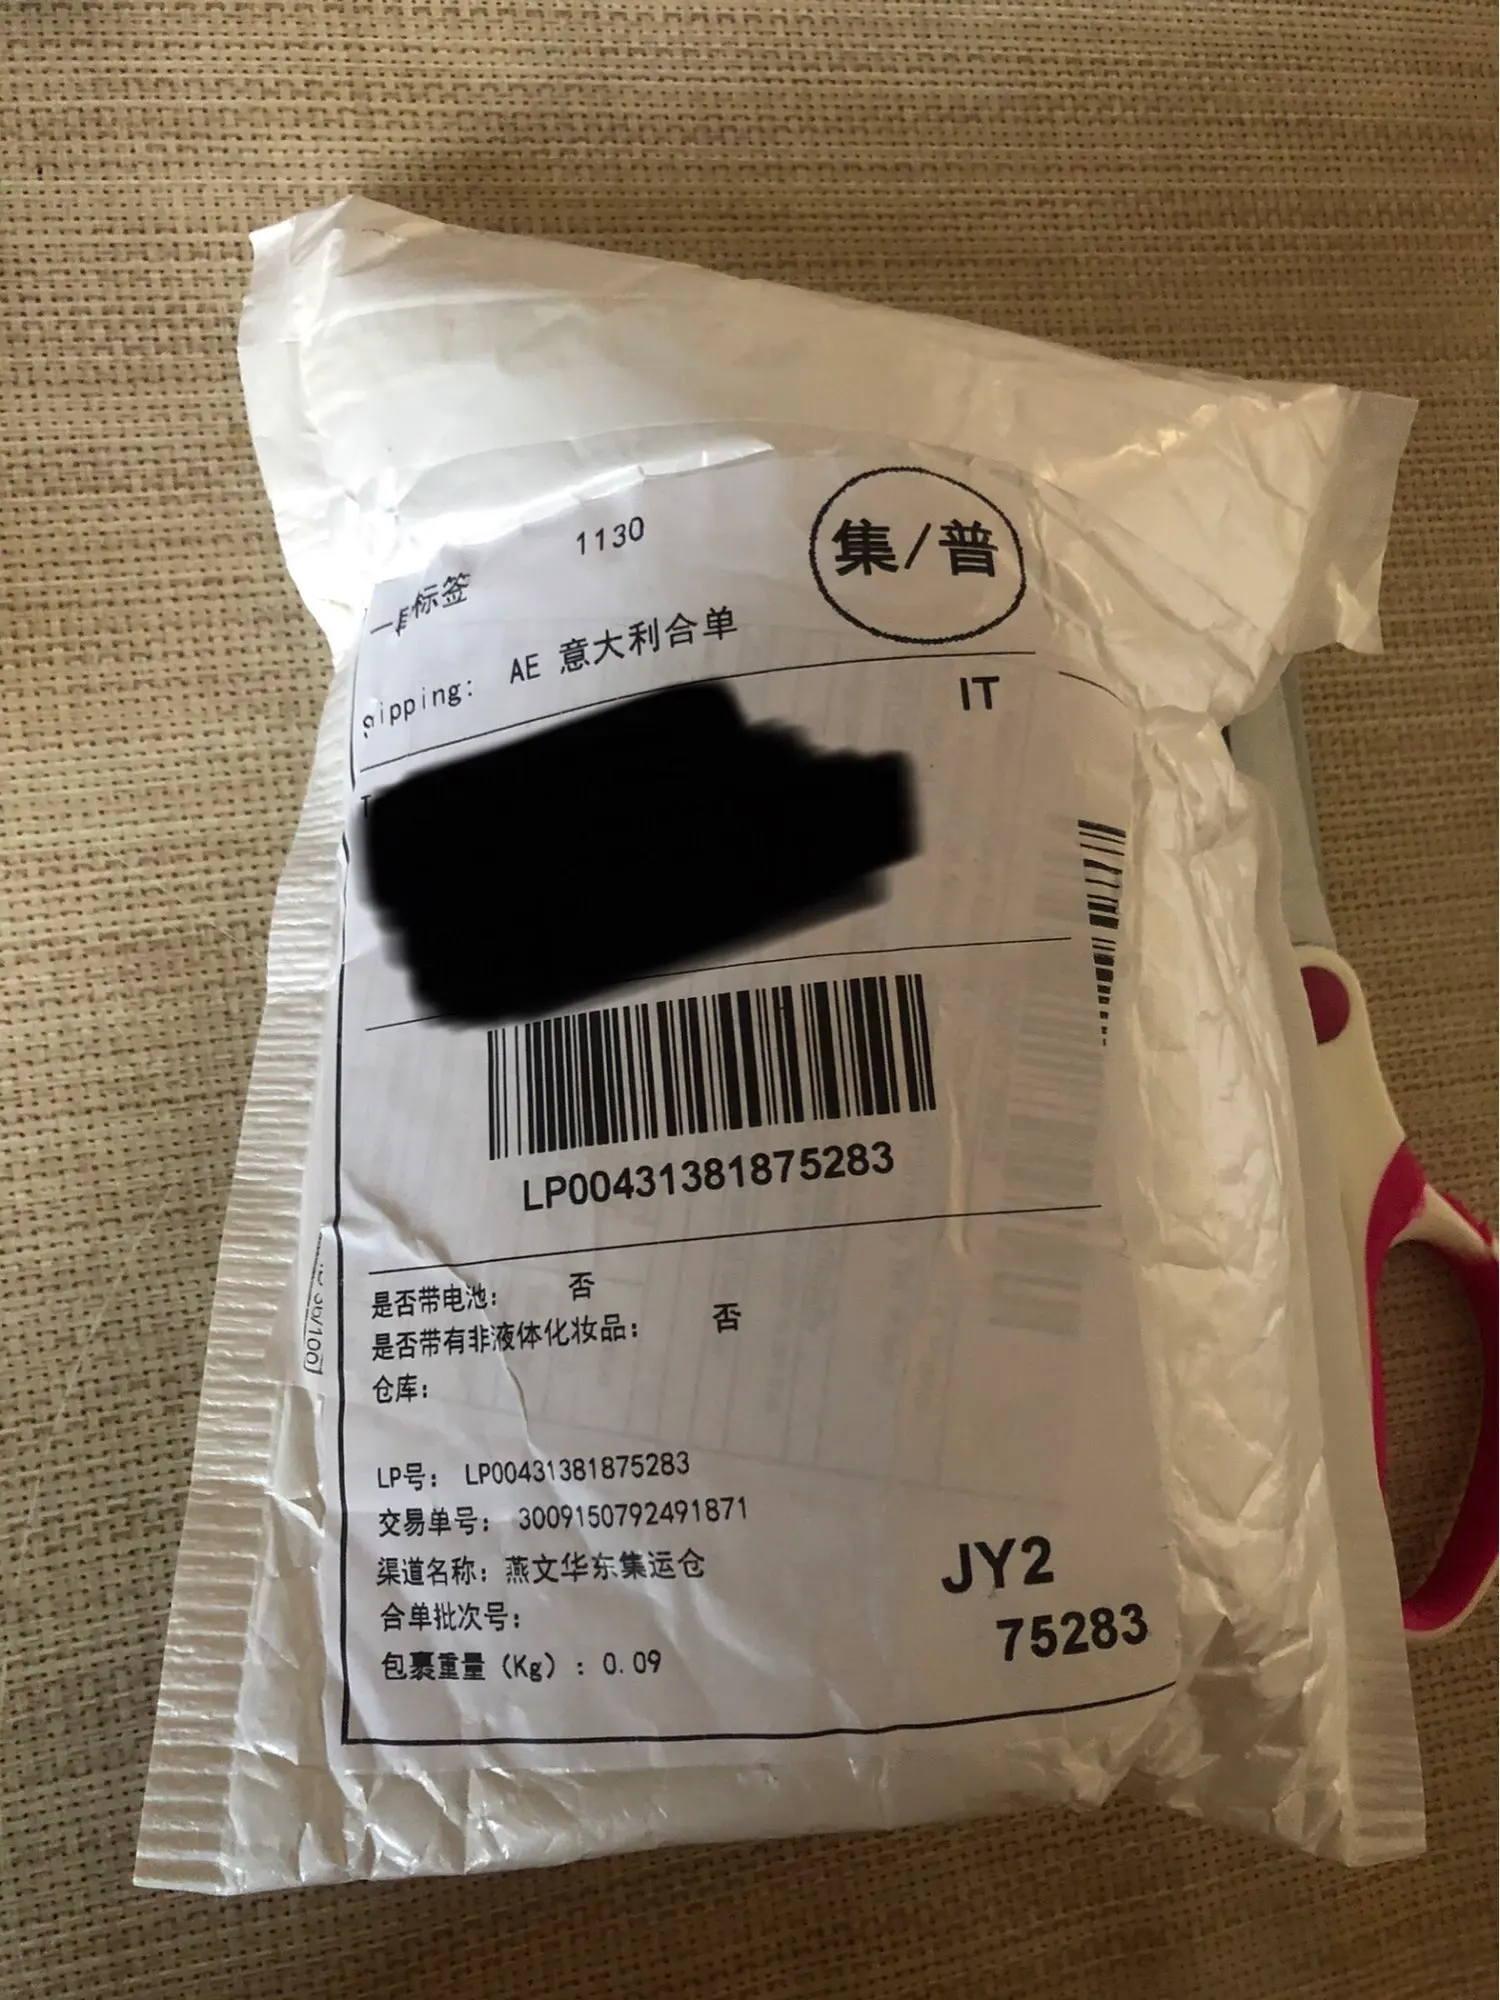 1130
集/普
标签
ipping: AE 意大利合单
IT
T
LP00431381875283
是否带电池: 否
是否带有非液体化妆品: 否
仓库:
LP号: LP00431381875283
交易单号: 3009150792491871
渠道名称: 燕文华东集运仓
合单批次号:
包裹重量 (Kg) : 0.09
JY2
75283